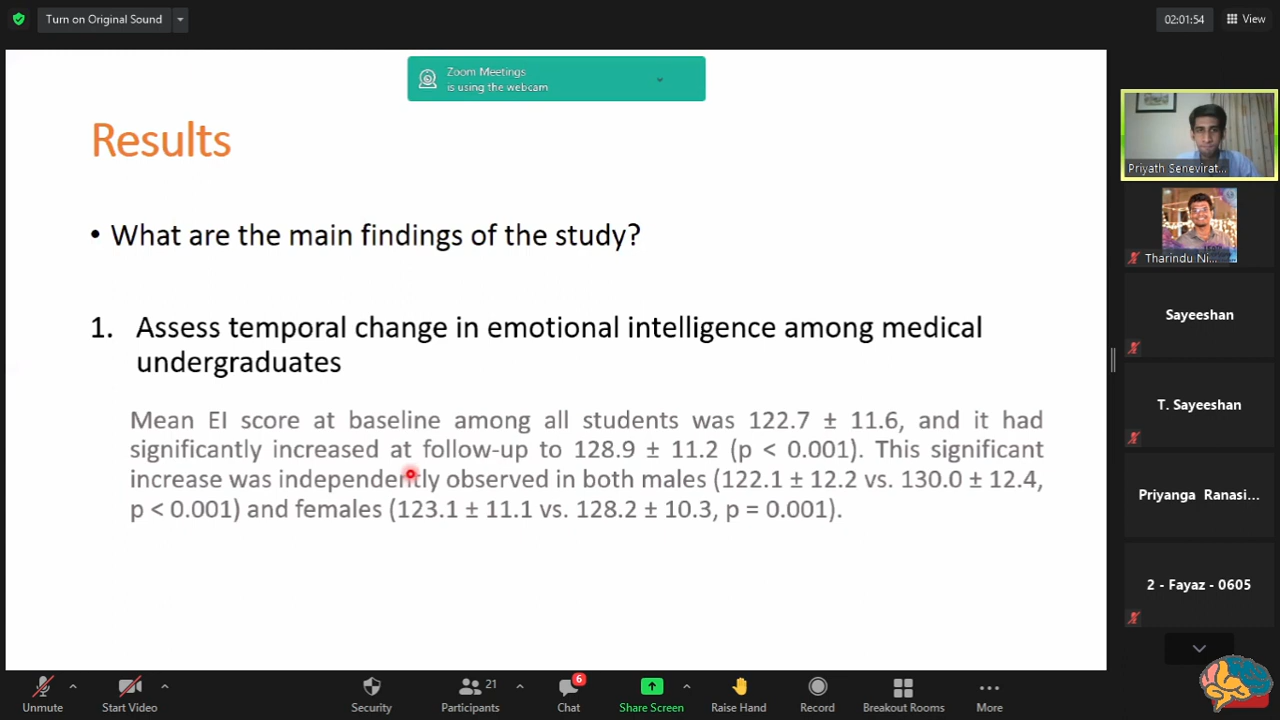 Turn on Original Sound
02:01:54
View
Zoom Meetings
is using the webcam
Results
• What are the main findings of the study?
1. Assess temporal change in emotional intelligence among medical
undergraduates
Mean EI score at baseline among all students was 122.7 ± 11.6, and it had
significantly increased at follow-up to 128.9 ± 11.2 (p < 0.001). This significant
increase was independently observed in both males (122.1 ± 12.2 vs. 130.0 ± 12.4,
p < 0.001) and females (123.1 ± 11.1 vs. 128.2 ± 10.3, p = 0.001).
Priyath Senevirat...
Tharindu Ni...
Sayeeshan
T. Sayeeshan
Priyanga Ranasi...
2 - Fayaz - 0605
Unmute
Start Video
Security
21
Participants
6
Chat
Share Screen
Raise Hand
Record
Breakout Rooms
More